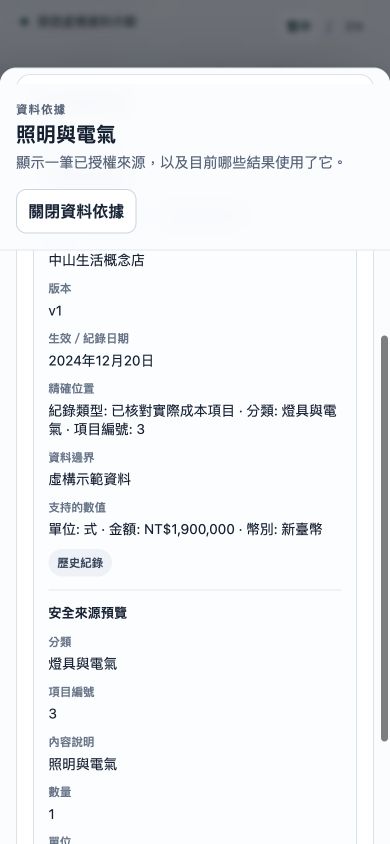 資料依據
照明與電氣
顯示一筆已授權來源，以及目前哪些結果使用了它。
關閉資料依據
中山生活概念店
版本
v1
生效 / 紀錄日期
2024年12月20日
精確位置
紀錄類型: 已核對實際成本項目 · 分類: 燈具與電
氣 · 項目編號: 3
資料邊界
虛構示範資料
支持的數值
單位: 式 · 金額: NT$1,900,000 · 幣別: 新臺幣
歷史紀錄
安全來源預覽
分類
燈具與電氣
項目編號
3
內容說明
照明與電氣
數量
1
單位